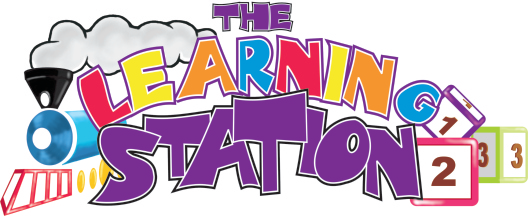 THE
LEARNING
STATION
1
2 3 3